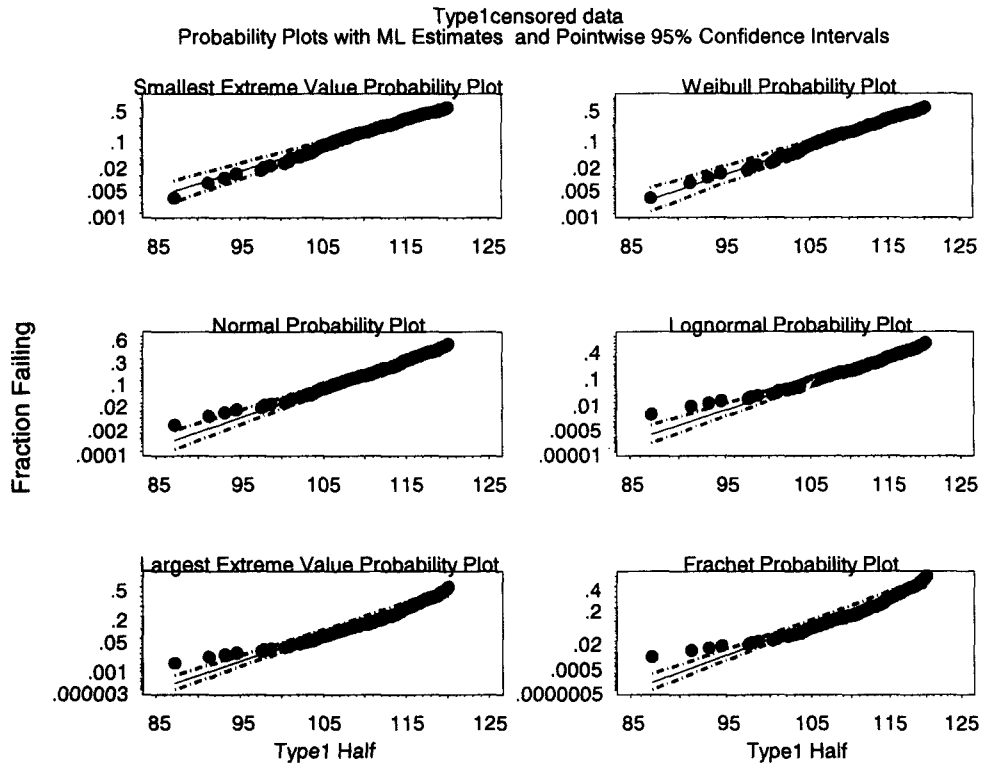 Type1censored data
Probability Plots with ML Estimates and Pointwise 95% Confidence Intervals
Smallest Extreme Value Probability Plot
.5
.1
.02
.005
.001
85 95 105 115 125
Weibull Probability Plot
.5
.1
.02
.005
.001
85 95 105 115 125
Fraction Failing
Normal Probability Plot
.6
.3
.1
.02
.002
.0001
85 95 105 115 125
Lognormal Probability Plot
.4
.1
.01
.0005
.00001
85 95 105 115 125
Largest Extreme Value Probability Plot
.5
.2
.05
.001
.000003
85 95 105 115 125
Type1 Half
Frachet Probability Plot
.4
.2
.02
.0005
.0000005
85 95 105 115 125
Type1 Half